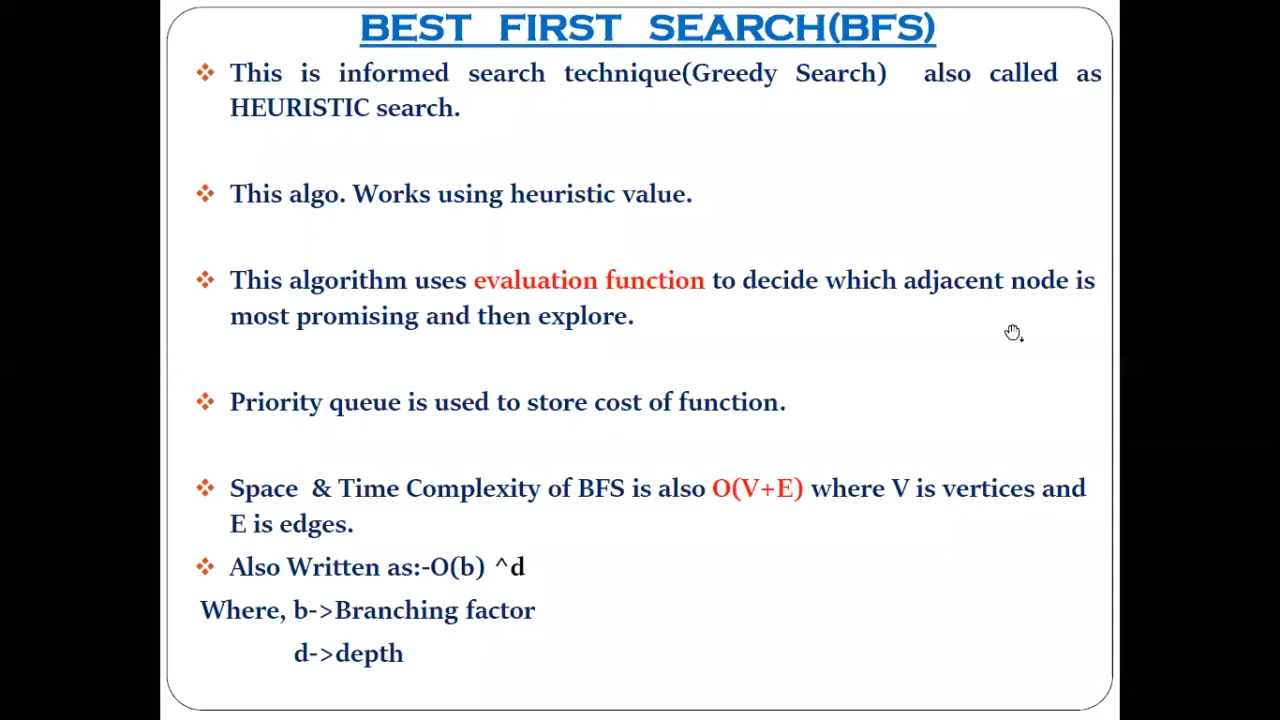 BEST FIRST SEARCH(BFS)
This is informed search technique(Greedy Search) also called as
HEURISTIC search.
This algo. Works using heuristic value.
This algorithm uses evaluation function to decide which adjacent node is
most promising and then explore.
Priority queue is used to store cost of function.
Space & Time Complexity of BFS is also O(V+E) where V is vertices and
E is edges.
Also Written as:-O(b) ^d
Where, b->Branching factor
d->depth